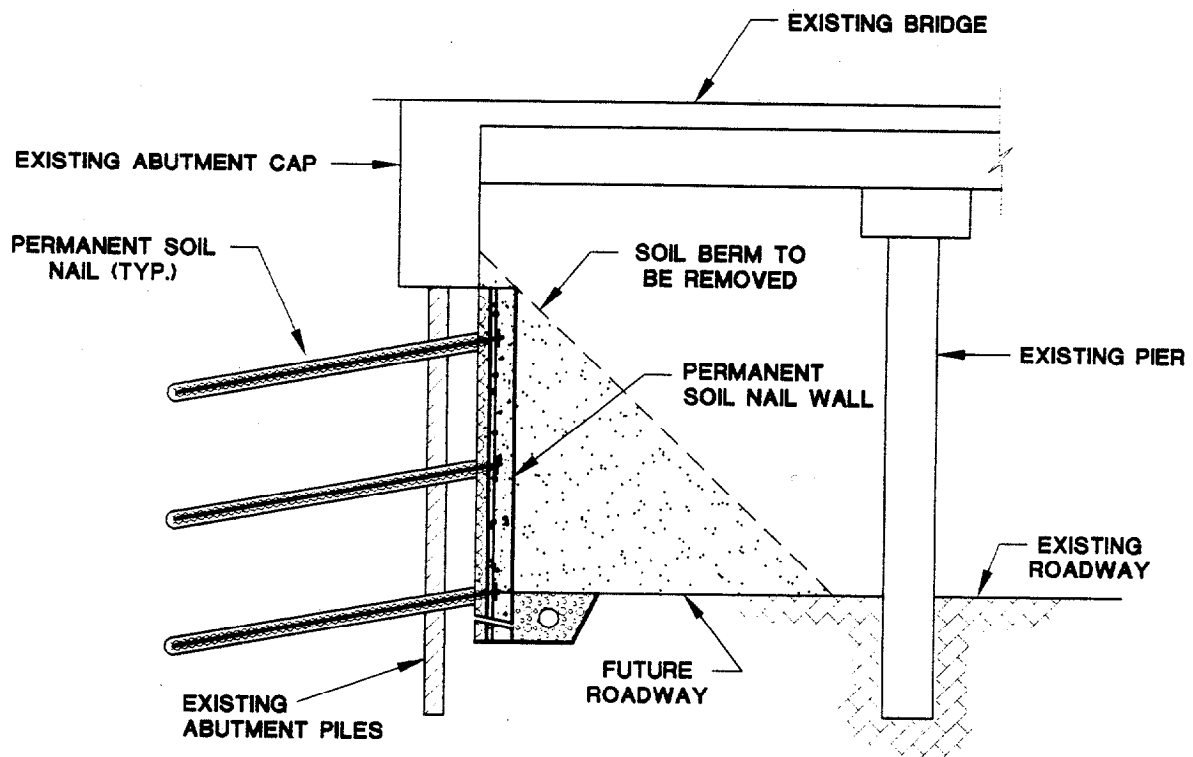 EXISTING BRIDGE
EXISTING ABUTMENT CAP
PERMANENT SOIL
NAIL (TYP.)
SOIL BERM TO
BE REMOVED
EXISTING PIER
PERMANENT
SOIL NAIL WALL
EXISTING
ROADWAY
FUTURE
ROADWAY
EXISTING
ABUTMENT PILES